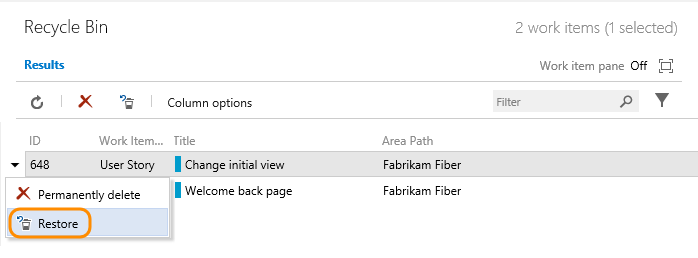 Recycle Bin
2 work items (1 selected)
Results
Work item pane Off
Column options
Filter
ID Work Item... Title Area Path
648 User Story Change initial view Fabrikam Fiber
Permanently delete
Welcome back page Fabrikam Fiber
Restore